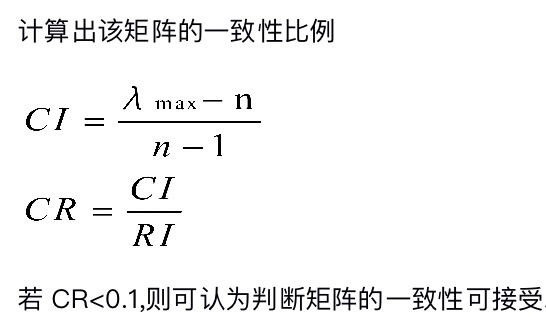 计算出该矩阵的一致性比例
CI = (λ max − n) / (n − 1)
CR = CI / RI
若 CR<0.1,则可认为判断矩阵的一致性可接受.